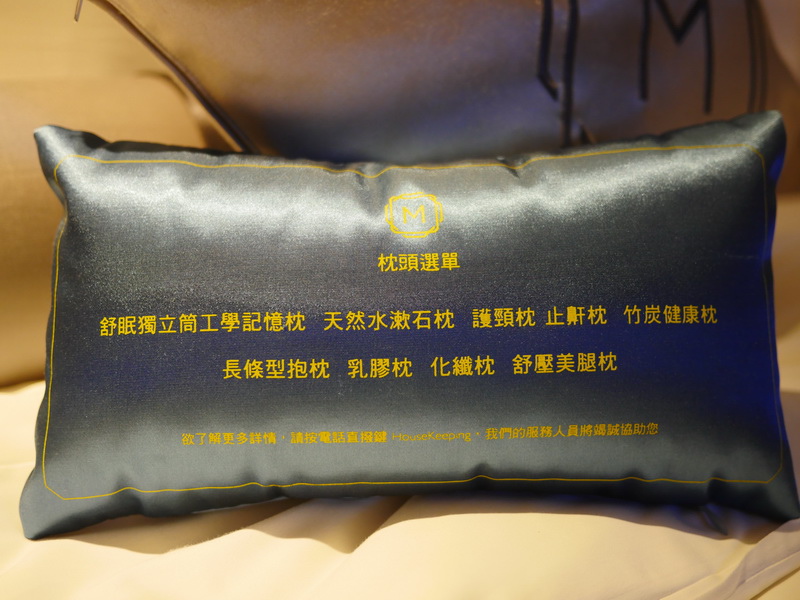 M
M
枕頭選單
舒眠獨立筒工學記憶枕 天然水漱石枕 護頸枕 止鼾枕 竹炭健康枕
長條型抱枕 乳膠枕 化纖枕 舒壓美腿枕
欲了解更多詳情，請按電話直撥鍵 HouseKeeping，我們的服務人員將竭誠協助您